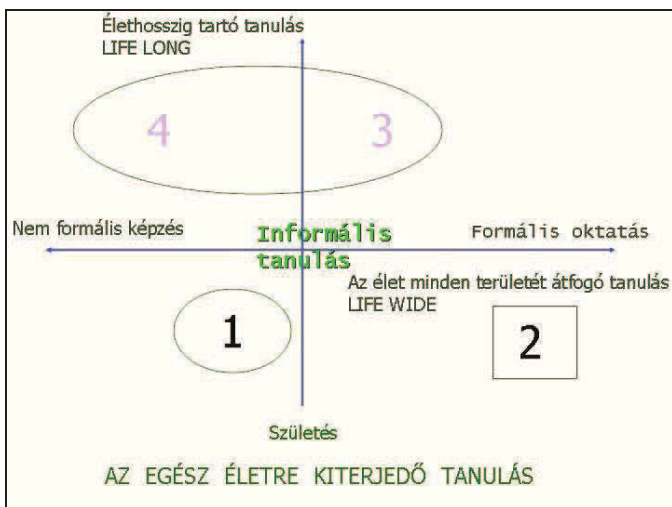 Élethosszig tartó tanulás
LIFE LONG
4
3
Nem formális képzés
Informális
tanulás
Formális oktatás
Az élet minden területét átfogó tanulás
LIFE WIDE
1
2
Születés
AZ EGÉSZ ÉLETRE KITERJEDŐ TANULÁS